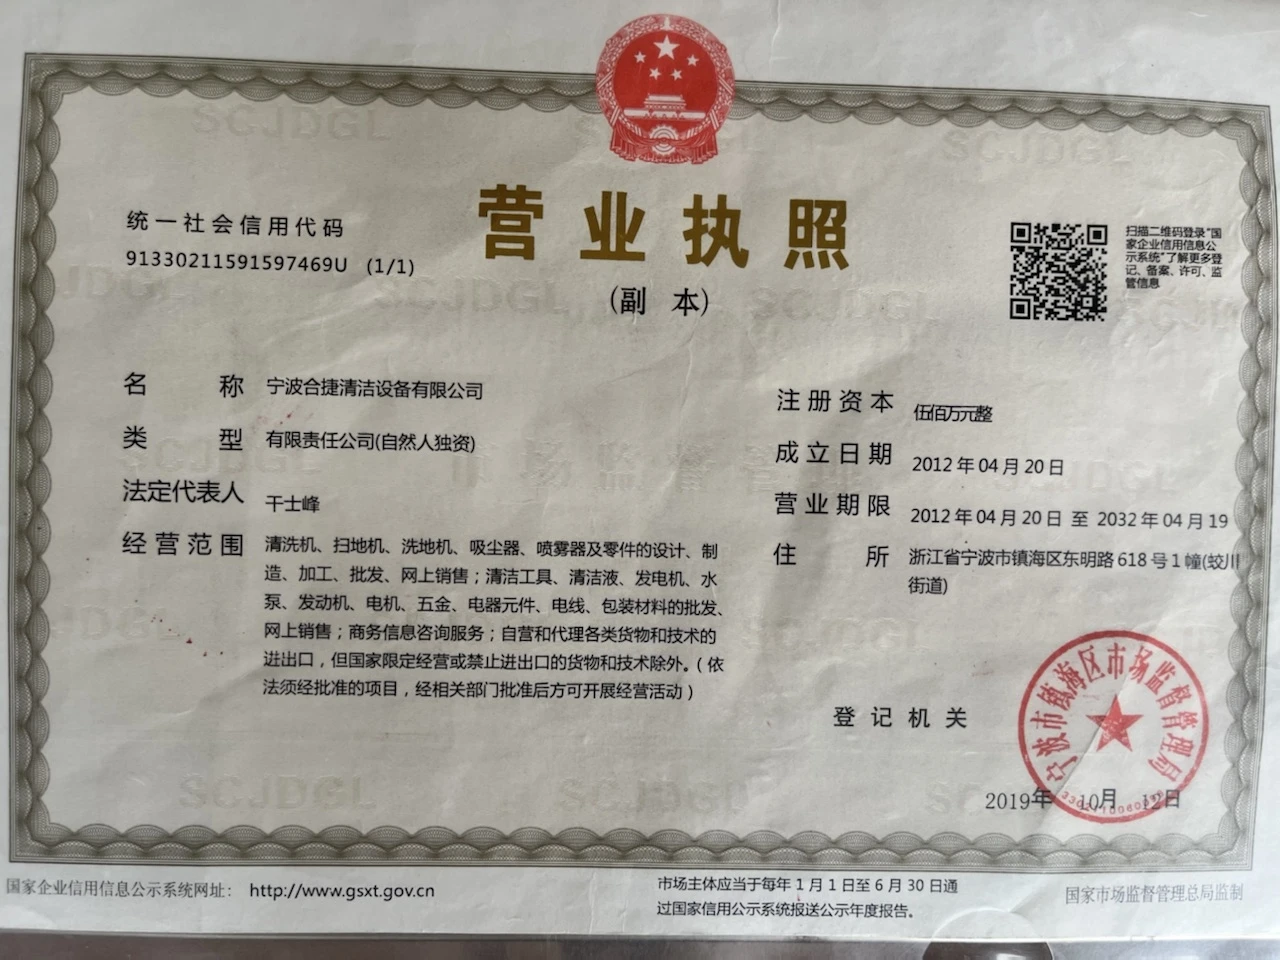 营业执照
(副 本)
统一社会信用代码
91330211591597469U (1/1)
扫描二维码登录“国
家企业信用信息公
示系统”了解更多登
记、备案、许可、监
管信息
名 称 宁波合捷清洁设备有限公司
类 型 有限责任公司(自然人独资)
法定代表人 干士峰
经营范围 清洗机、扫地机、洗地机、吸尘器、喷雾器及零件的设计、制
造、加工、批发、网上销售；清洁工具、清洁液、发电机、水
泵、发动机、电机、五金、电器元件、电线、包装材料的批发、
网上销售；商务信息咨询服务；自营和代理各类货物和技术的
进出口，但国家限定经营或禁止进出口的货物和技术除外。（依
法须经批准的项目，经相关部门批准后方可开展经营活动）
注册资本 伍佰万元整
成立日期 2012年04月20日
营业期限 2012年04月20日 至 2032年04月19
住 所 浙江省宁波市镇海区东明路618号1幢(蛟川
街道)
登记机关
宁波市镇海区市场监督管理局
2019年 10月 12日
国家企业信用信息公示系统网址： http://www.gsxt.gov.cn
市场主体应当于每年1月1日至6月30日通
过国家信用公示系统报送公示年度报告。
国家市场监督管理总局监制
SCJDGL
SCJDGL
SCJDGL
SCJDGL
SCJDGL
SCJDGL
SCJDGL